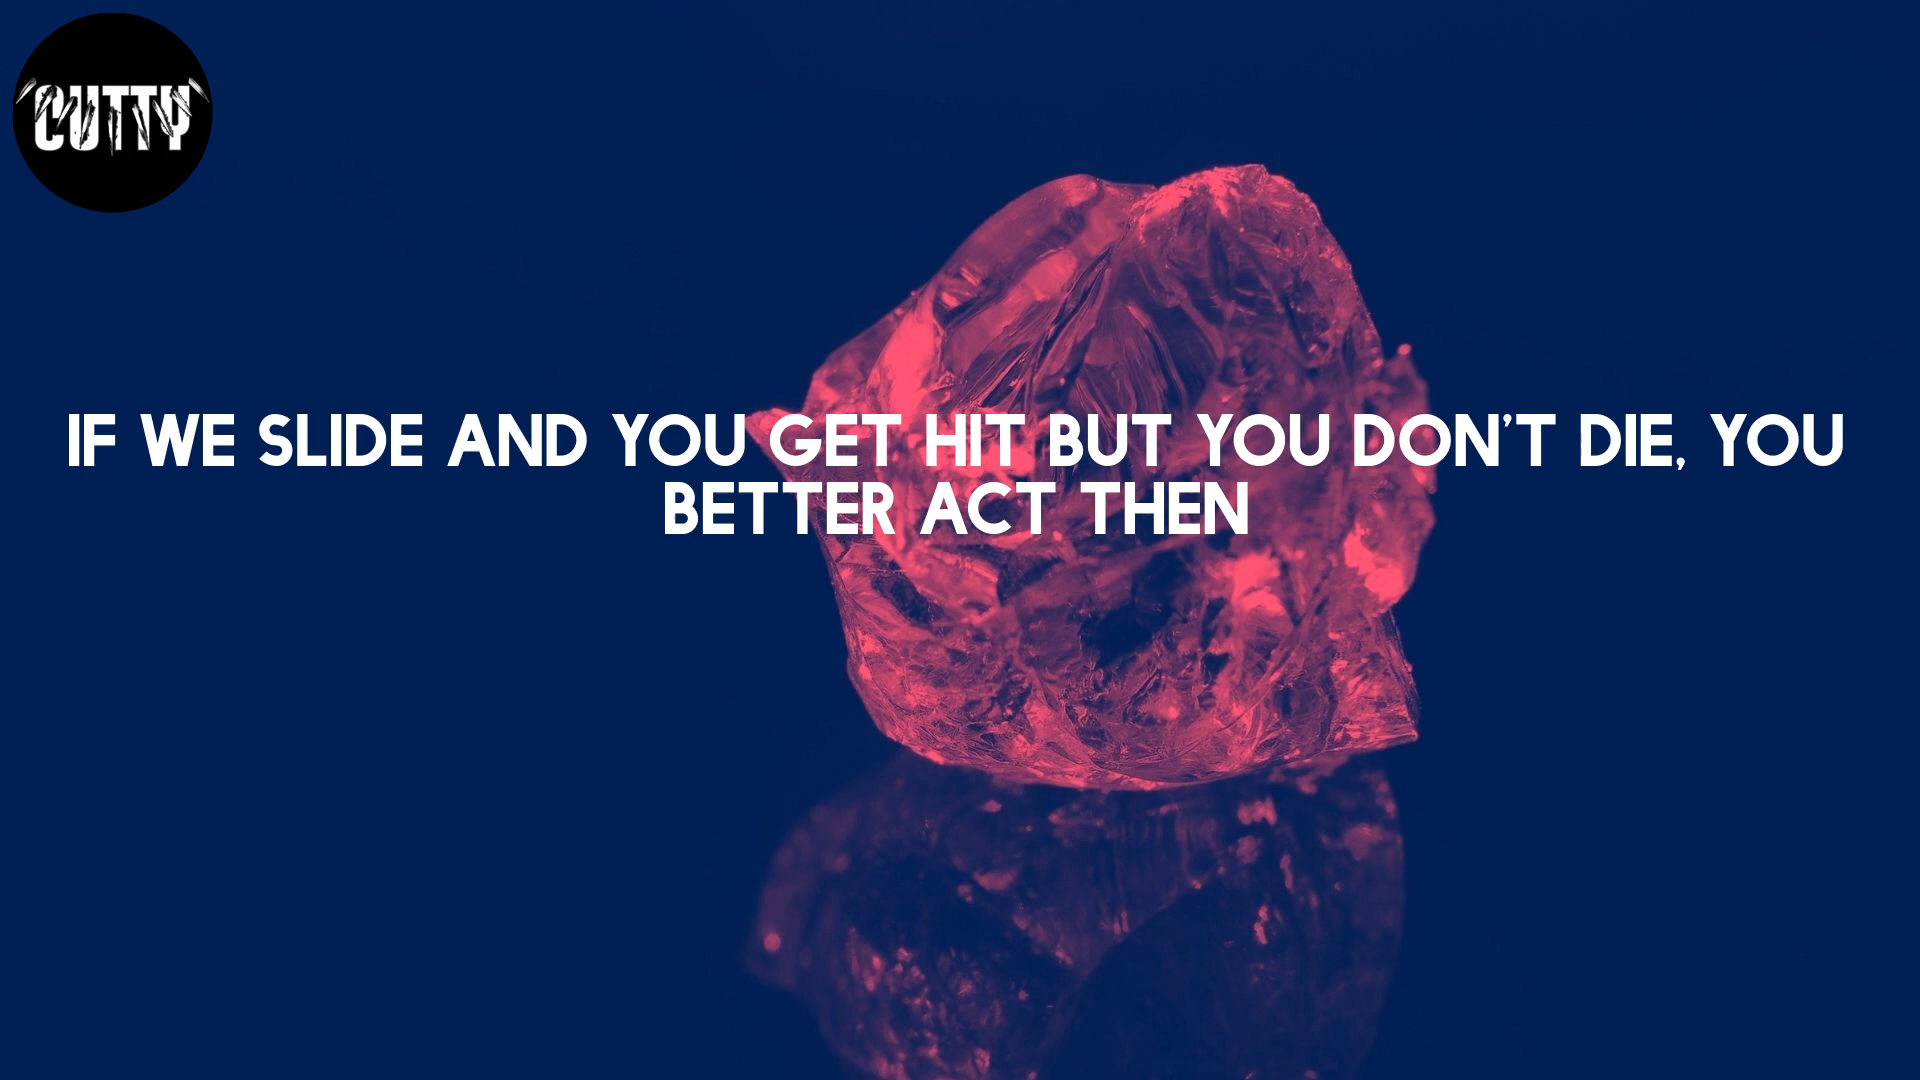 CUTTY
IF WE SLIDE AND YOU GET HIT BUT YOU DON'T DIE, YOU
BETTER ACT THEN